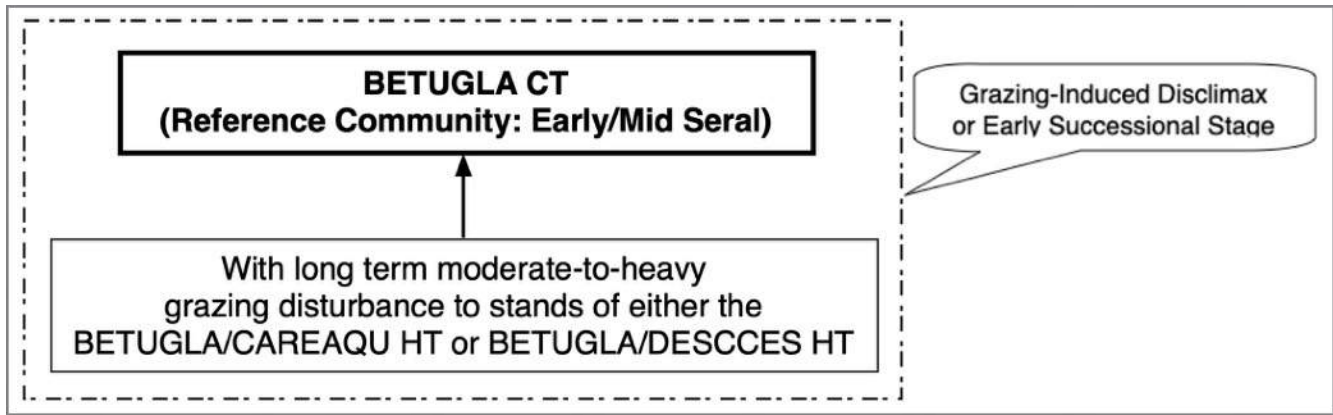 BETUGLA CT
(Reference Community: Early/Mid Seral)
Grazing-Induced Disclimax
or Early Successional Stage
With long term moderate-to-heavy
grazing disturbance to stands of either the
BETUGLA/CAREAQU HT or BETUGLA/DESCCES HT